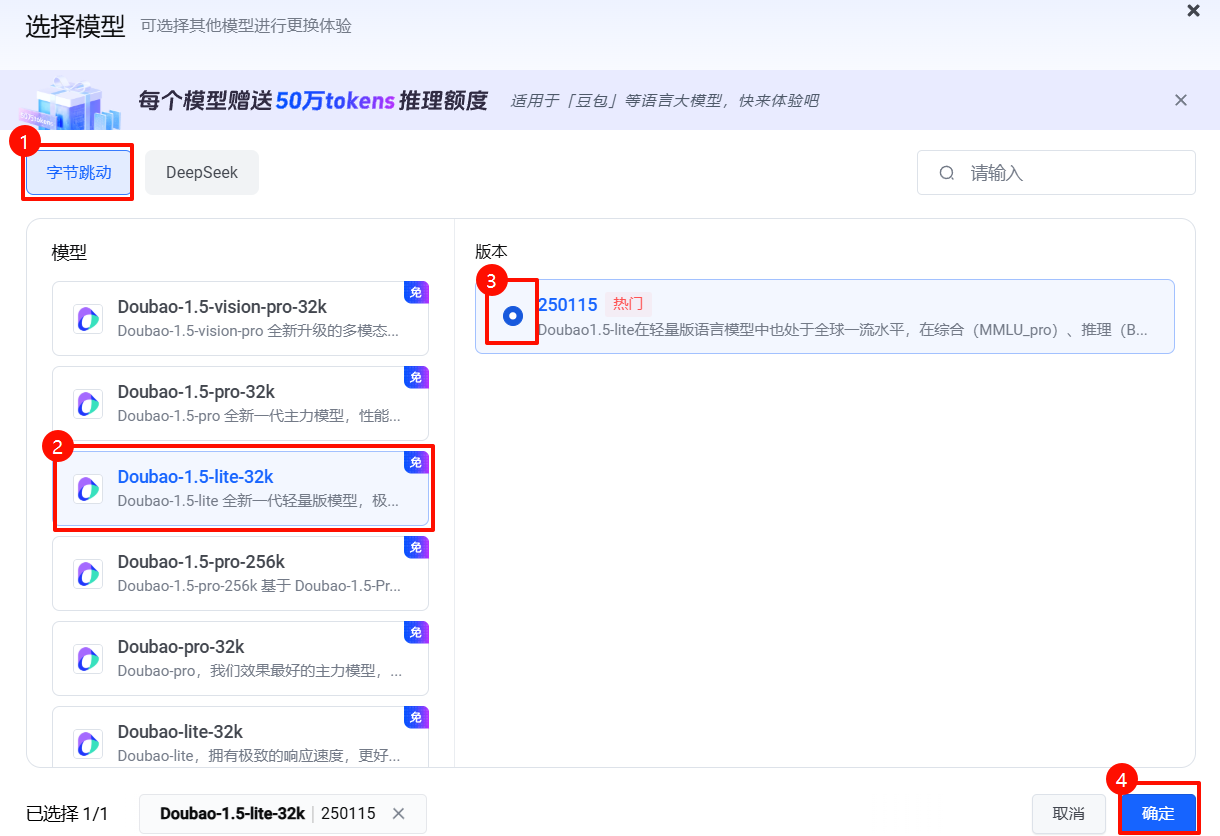 选择模型 可选择其他模型进行更换体验
每个模型赠送50万tokens推理额度 适用于「豆包」等语言大模型，快来体验吧
1
字节跳动 DeepSeek 请输入
模型
免
Doubao-1.5-vision-pro-32k
Doubao-1.5-vision-pro 全新升级的多模态...
免
Doubao-1.5-pro-32k
Doubao-1.5-pro 全新一代主力模型，性能...
2
免
Doubao-1.5-lite-32k
Doubao-1.5-lite 全新一代轻量版模型，极...
免
Doubao-1.5-pro-256k
Doubao-1.5-pro-256k 基于 Doubao-1.5-Pr...
免
Doubao-pro-32k
Doubao-pro，我们效果最好的主力模型，...
免
Doubao-lite-32k
Doubao-lite，拥有极致的响应速度，更好...
版本
3
250115 热门
Doubao1.5-lite在轻量版语言模型中也处于全球一流水平，在综合（MMLU_pro）、推理（B...
已选择 1/1 Doubao-1.5-lite-32k | 250115
4
取消 确定